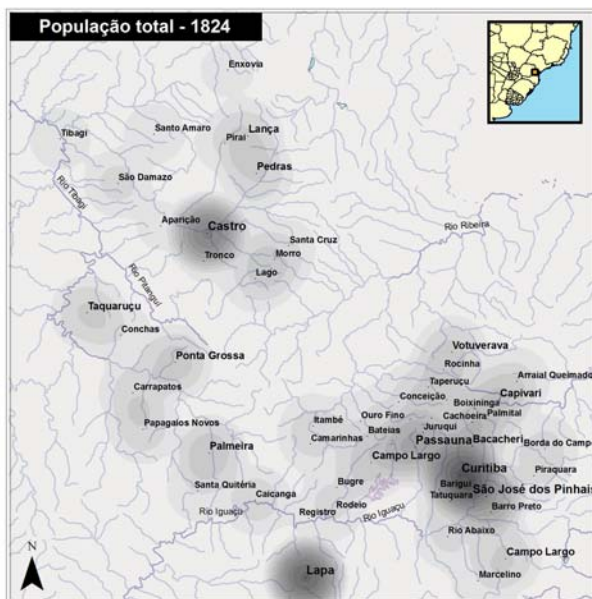 População total - 1824
Enxovia
Tibagi
Santo Amaro
Lança
Piraí
Pedras
São Damazo
Rio Tibagi
Aparição
Castro
Rio Ribeira
Santa Cruz
Tronco
Morro
Lago
Rio Pitangui
Taquaruçu
Conchas
Ponta Grossa
Votuverava
Rocinha
Carrapatos
Taperuçu
Arraial Queimado
Conceição
Capivari
Boixininga
Papagaios Novos
Itambé
Ouro Fino
Cachoeira
Palmital
Bateias
Juruqui
Camarinhas
Passauna
Bacacheri
Borda do Campo
Palmeira
Campo Largo
Curitiba
Piraquara
Santa Quitéria
Bugre
Barigui
São José dos Pinhais
Caicanga
Tatuquara
Rodeio
Barro Preto
Rio Iguaçu
Registro
Rio Iguaçu
Rio Abaixo
N
Campo Largo
Lapa
Marcelino